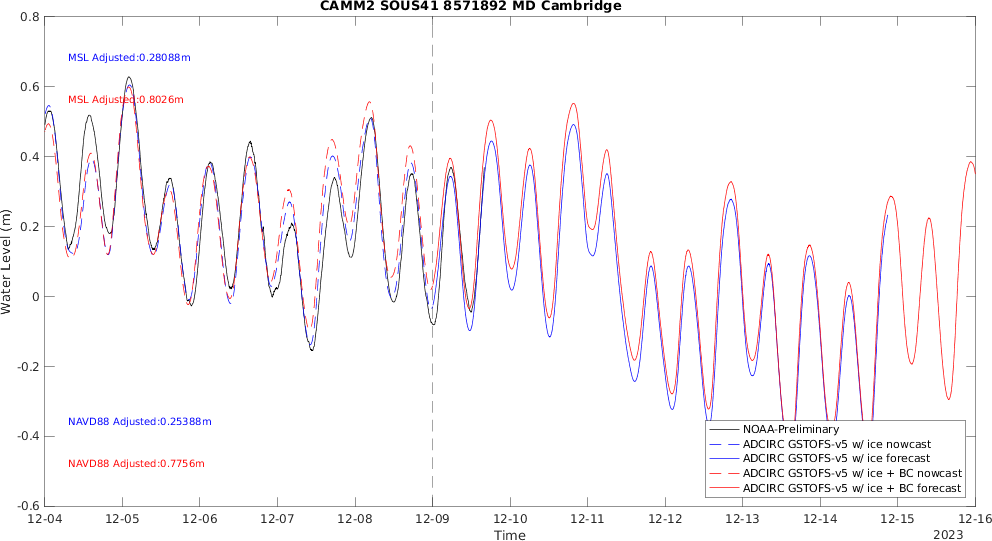 CAMM2 SOUS41 8571892 MD Cambridge
0.8
0.6
0.4
0.2
0
-0.2
-0.4
-0.6
Water Level (m)
MSL Adjusted:0.28088m
MSL Adjusted:0.8026m
NAVD88 Adjusted:0.25388m
NAVD88 Adjusted:0.7756m
NOAA-Preliminary
ADCIRC GSTOFS-v5 w/ ice nowcast
ADCIRC GSTOFS-v5 w/ ice forecast
ADCIRC GSTOFS-v5 w/ ice + BC nowcast
ADCIRC GSTOFS-v5 w/ ice + BC forecast
12-04 12-05 12-06 12-07 12-08 12-09 12-10 12-11 12-12 12-13 12-14 12-15 12-16
Time
2023